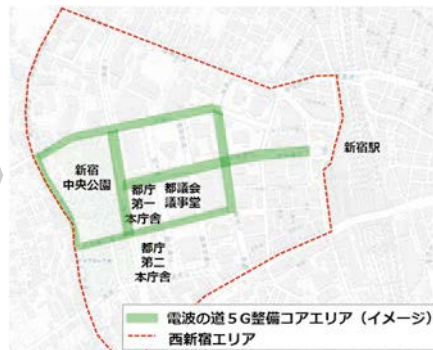 新宿駅
新宿
中央公園
都庁
第一
本庁舎
都議会
議事堂
都庁
第二
本庁舎
電波の道5G整備コアエリア（イメージ）
西新宿エリア